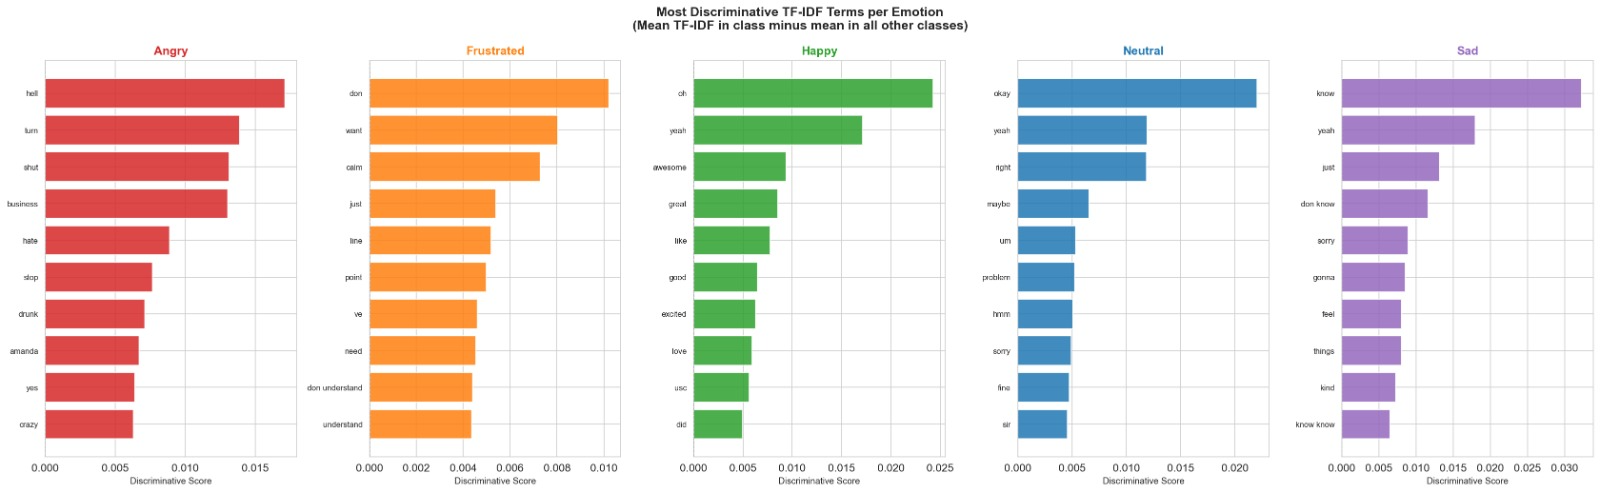 Most Discriminative TF-IDF Terms per Emotion
(Mean TF-IDF in class minus mean in all other classes)
Angry
hell
turn
shut
business
hate
stop
drunk
amanda
yes
crazy
0.000 0.005 0.010 0.015
Discriminative Score
Frustrated
don
want
calm
just
line
point
ve
need
don understand
understand
0.000 0.002 0.004 0.006 0.008 0.010
Discriminative Score
Happy
oh
yeah
awesome
great
like
good
excited
love
usc
did
0.000 0.005 0.010 0.015 0.020 0.025
Discriminative Score
Neutral
okay
yeah
right
maybe
um
problem
hmm
sorry
fine
sir
0.000 0.005 0.010 0.015 0.020
Discriminative Score
Sad
know
yeah
just
don know
sorry
gonna
feel
things
kind
know know
0.000 0.005 0.010 0.015 0.020 0.025 0.030
Discriminative Score